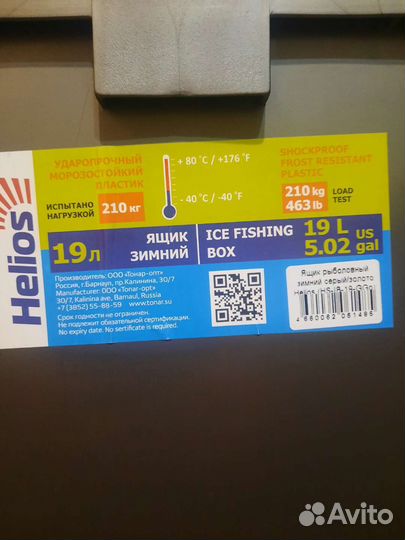 Helios
УДАРОПРОЧНЫЙ
МОРОЗОСТОЙКИЙ
ПЛАСТИК
ИСПЫТАНО
НАГРУЗКОЙ
210 кг
+ 80 °C / +176 °F
- 40 °C / -40 °F
SHOCKPROOF
FROST RESISTANT
PLASTIC
210 kg
463 lb
LOAD
TEST
19 л
ЯЩИК
ЗИМНИЙ
ICE FISHING
BOX
19 L
5.02 US gal
Производитель: ООО «Тонар-опт»
Россия, г.Барнаул, пр.Калинина, 30/7
Manufacturer: OOO "Tonar-opt»
30/7, Kalinina ave, Barnaul, Russia
+7 (3852) 55-88-59 www.tonar.su
Срок годности не ограничен.
Не подлежит обязательной сертификации.
No expiry date. No sertificate is required.
Ящик рыболовный
зимний серый/золото
Helios
4660062061485
Avito